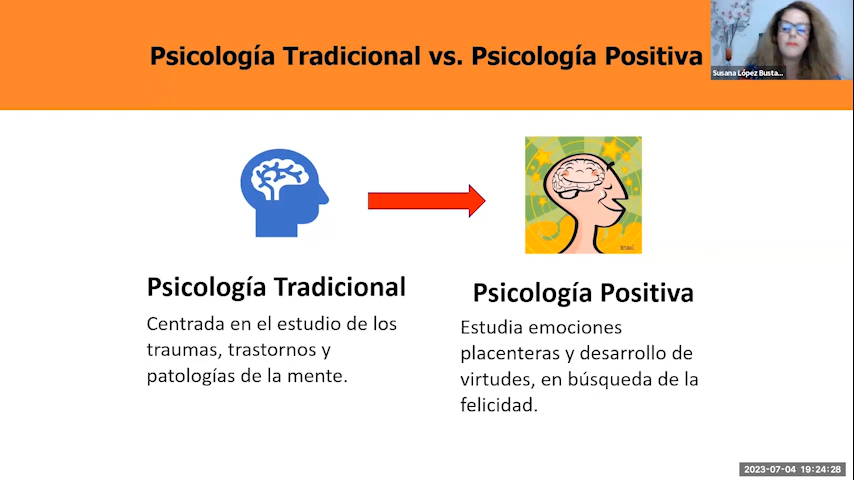 Psicología Tradicional vs. Psicología Positiva
Susana López Busta...
Psicología Tradicional
Centrada en el estudio de los
traumas, trastornos y
patologías de la mente.
Psicología Positiva
Estudia emociones
placenteras y desarrollo de
virtudes, en búsqueda de la
felicidad.
2023-07-04 19:24:28